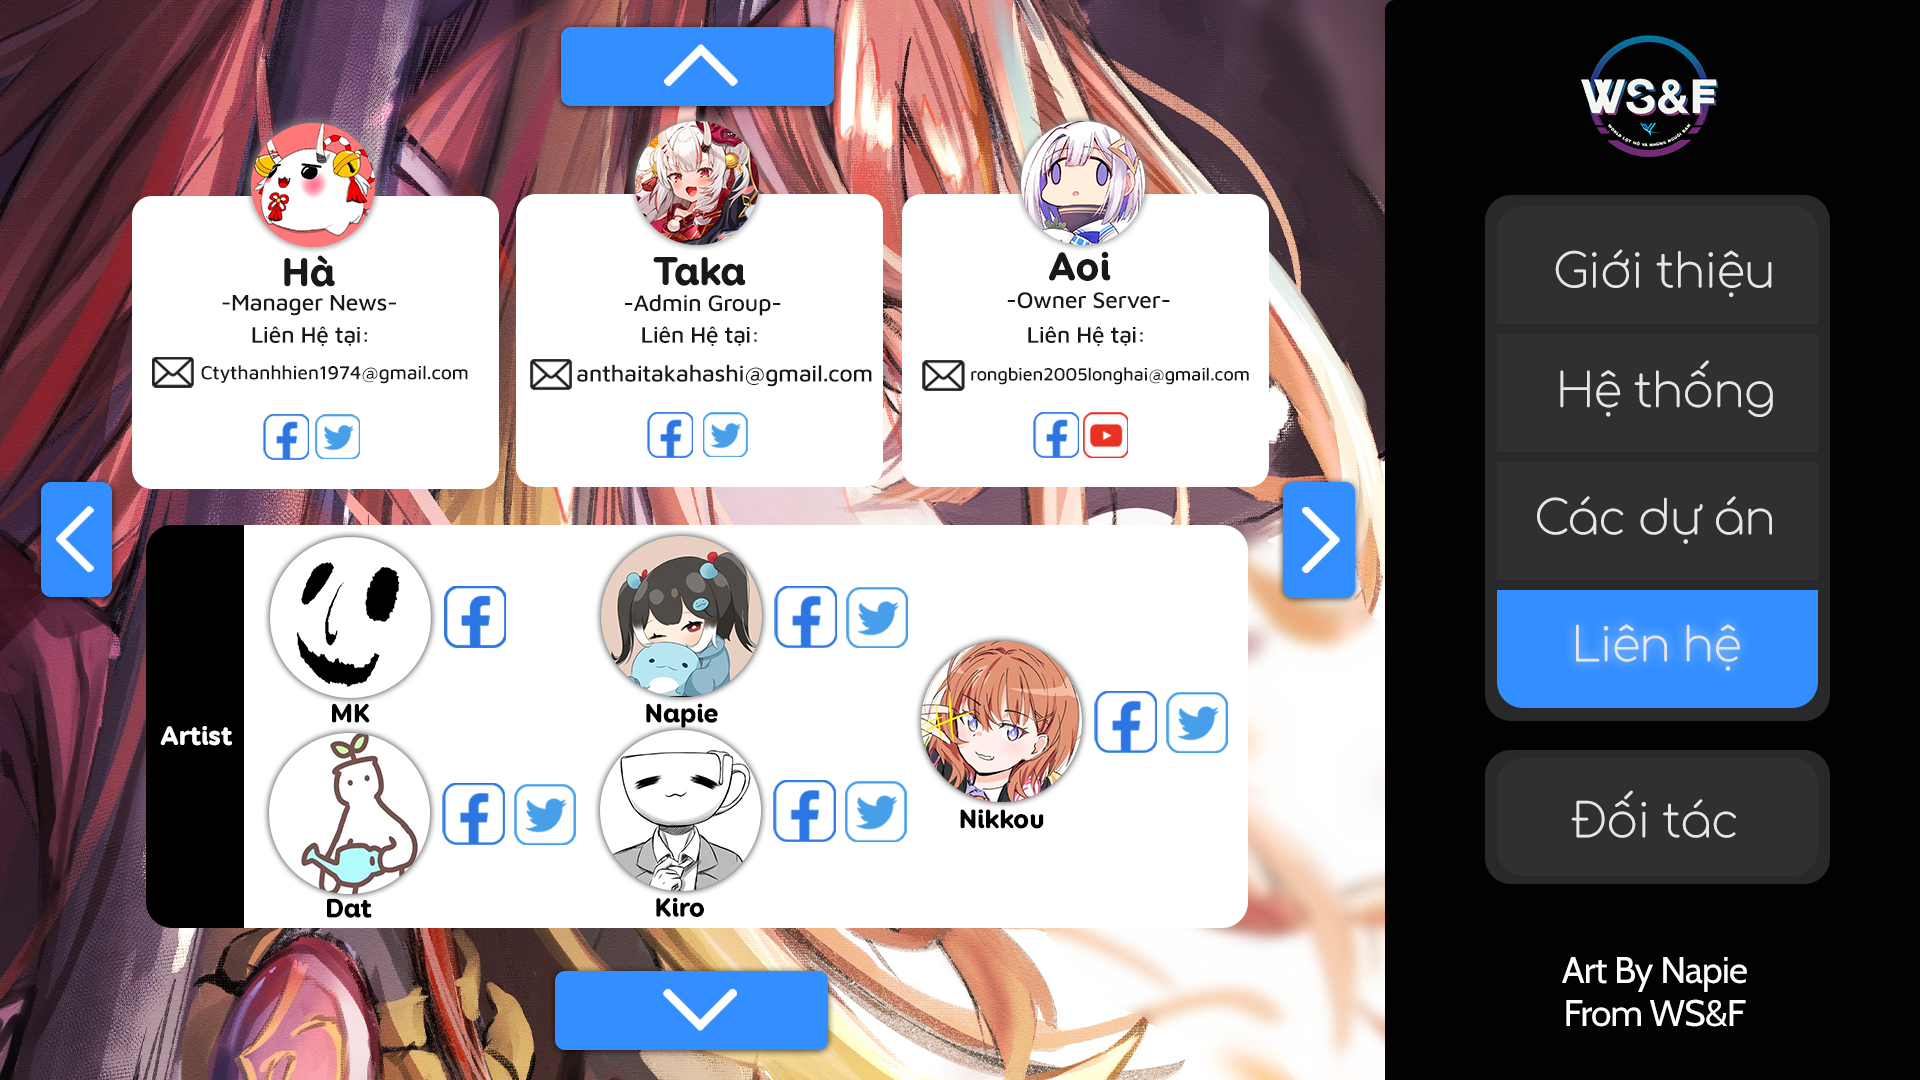 Hà
-Manager News-
Liên Hệ tại:
Ctythanhhien1974@gmail.com
Taka
-Admin Group-
Liên Hệ tại:
anthaitakahashi@gmail.com
Aoi
-Owner Server-
Liên Hệ tại:
rongbien2005longhai@gmail.com
Artist
MK
Napie
Nikkou
Dat
Kiro
WS&F
Giới thiệu
Hệ thống
Các dự án
Liên hệ
Đối tác
Art By Napie
From WS&F